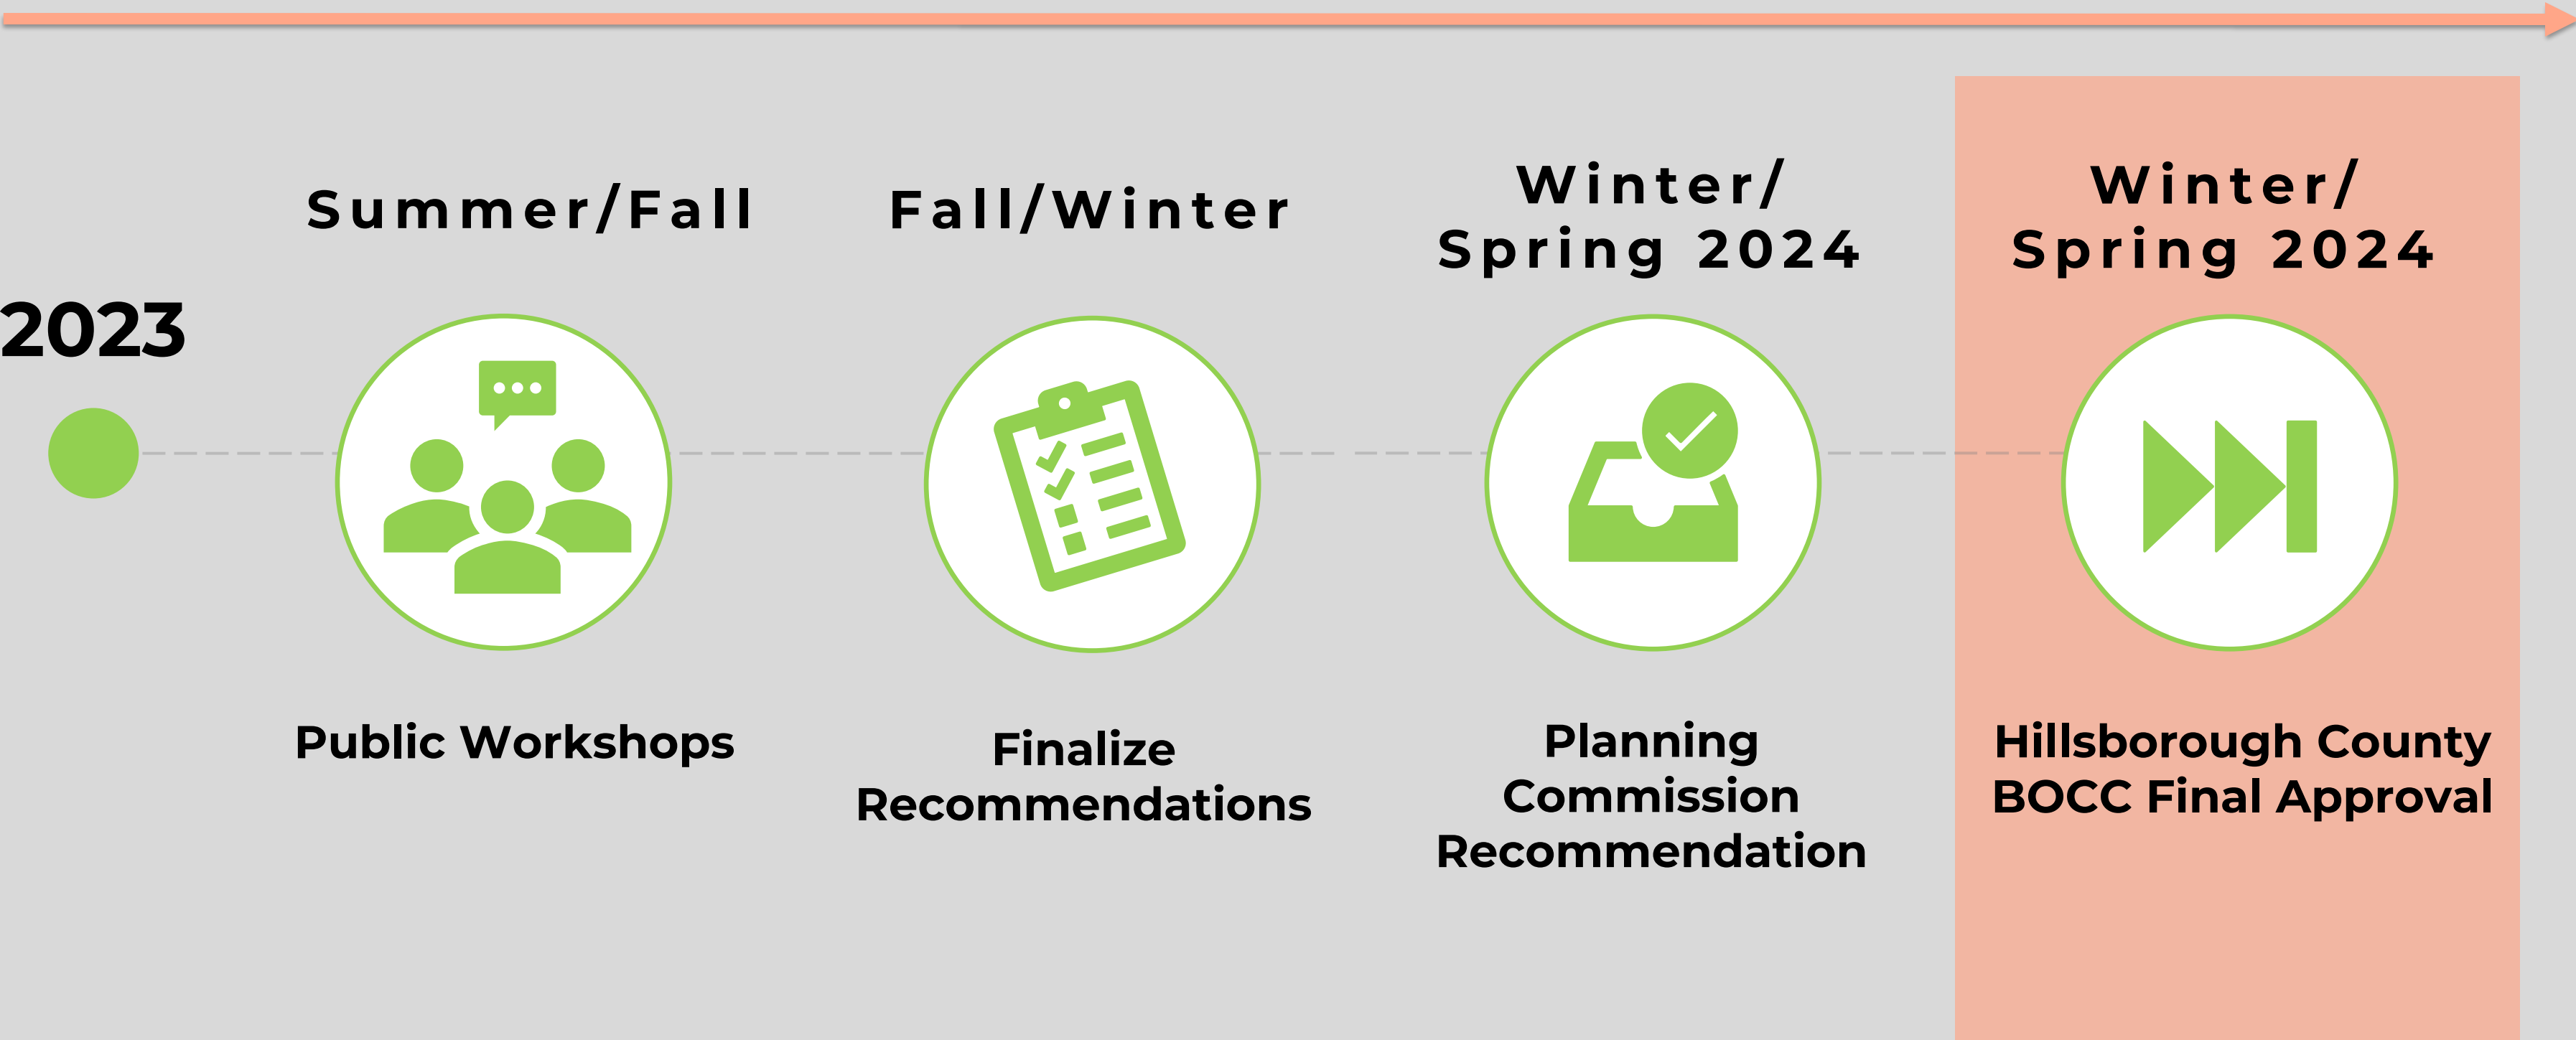 2023
Summer/Fall
Public Workshops
Fall/Winter
Finalize
Recommendations
Winter/
Spring 2024
Planning
Commission
Recommendation
Winter/
Spring 2024
Hillsborough County
BOCC Final Approval